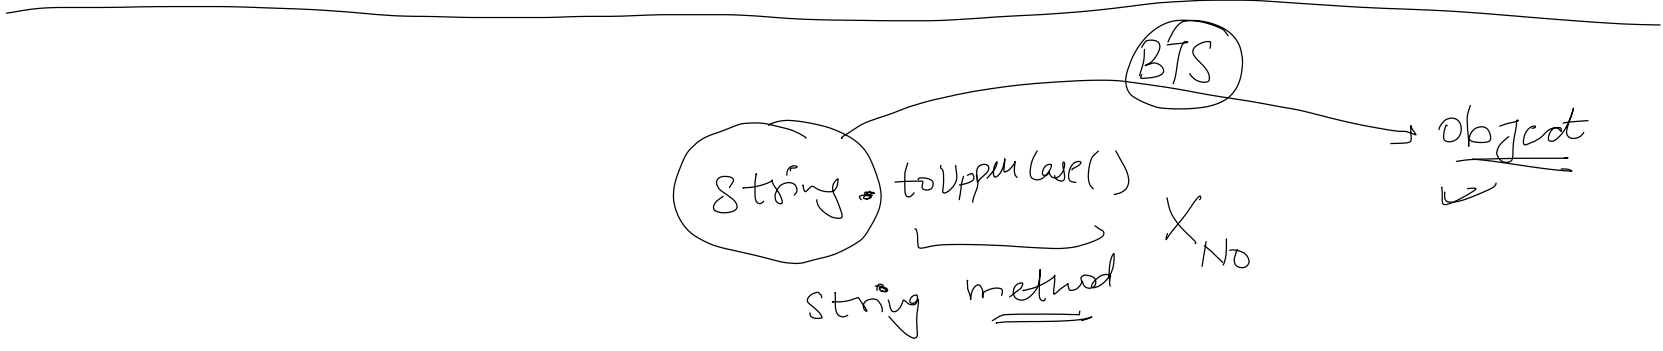 BTS
Object
String.toUpperCase()
X NO
string method